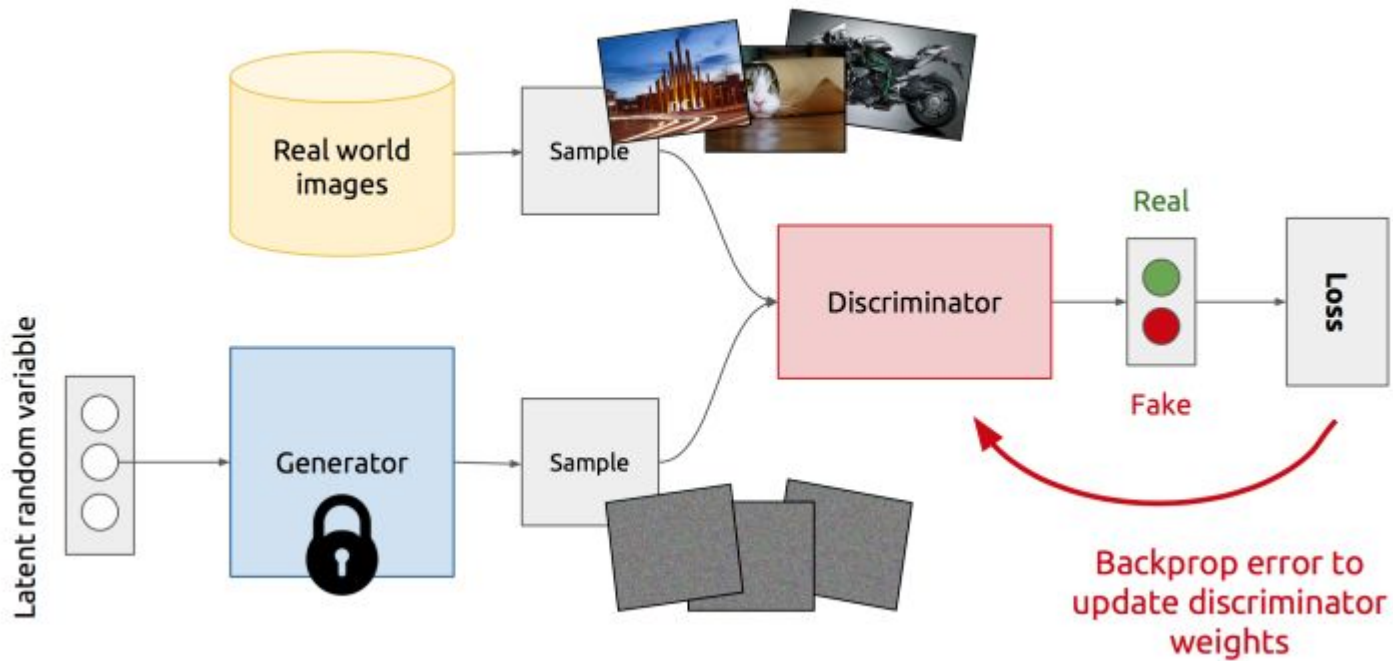 Real world
images
Sample
DCU
Real
Discriminator
Loss
Fake
Latent random variable
Generator
Sample
Backprop error to
update discriminator
weights